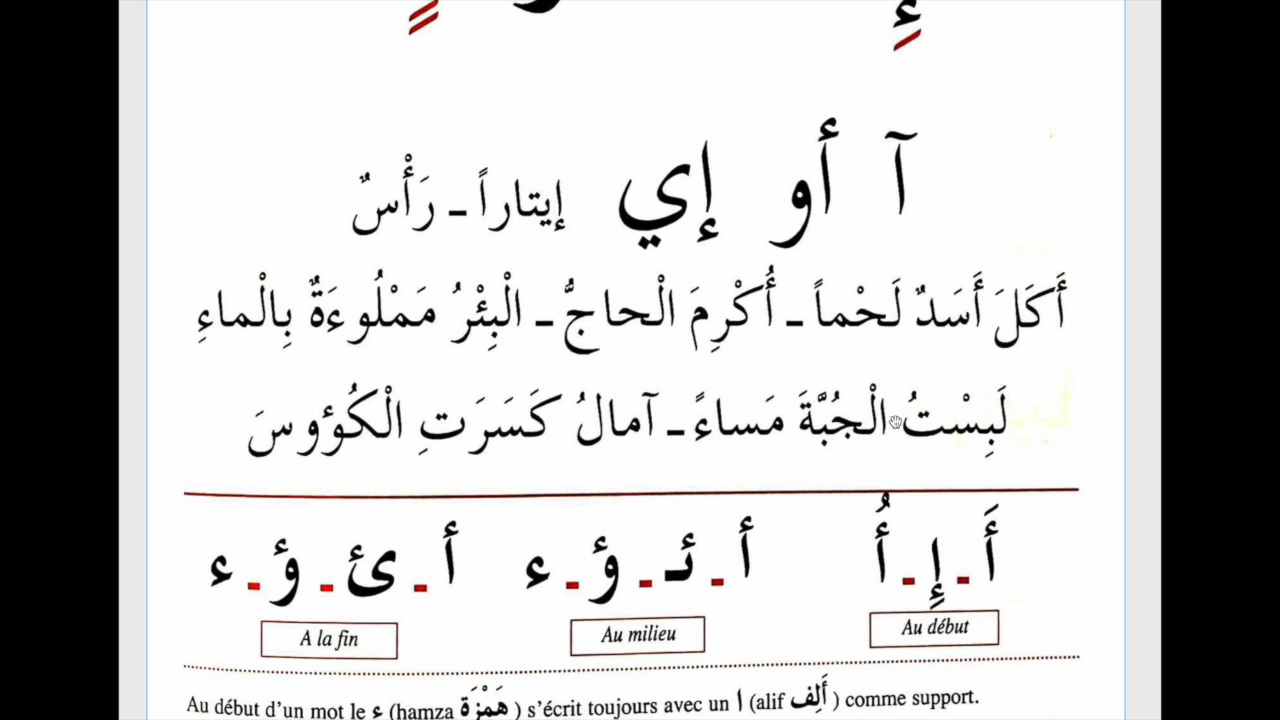 آ أو إي إيتاراً ـ رَأْسٌ
أَكَلَ أَسَدٌ لَحْماً ـ أُكْرِمَ الْحاجُّ ـ الْبِئْرُ مَمْلُوءَةٌ بِالْماءِ
لَبِسْتُ الْجُبَّةَ مَساءً ـ آمالُ كَسَرَتِ الْكُؤوسَ
أَ - إِ - أُ أ - ئـ - ؤ - ء أ - ئ - ؤ - ء
Au début Au milieu A la fin
Au début d'un mot le ء (hamza هَمْزَة ) s'écrit toujours avec un ا (alif أَلِف ) comme support.